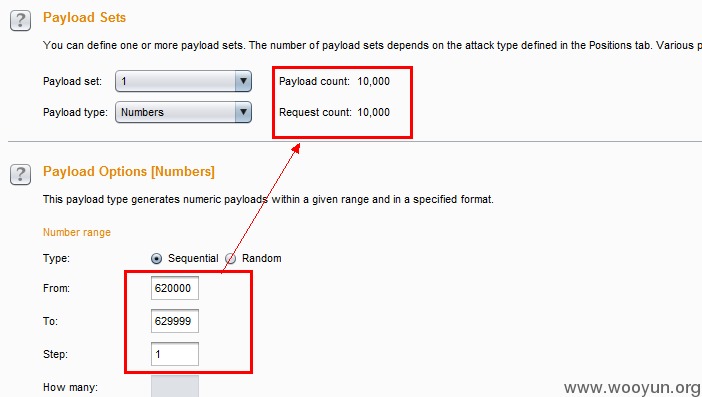 Payload Sets
You can define one or more payload sets. The number of payload sets depends on the attack type defined in the Positions tab. Various p
Payload set: 1 Payload count: 10,000
Payload type: Numbers Request count: 10,000
Payload Options [Numbers]
This payload type generates numeric payloads within a given range and in a specified format.
Number range
Type: Sequential Random
From: 620000
To: 629999
Step: 1
How many:
www.wooyun.org